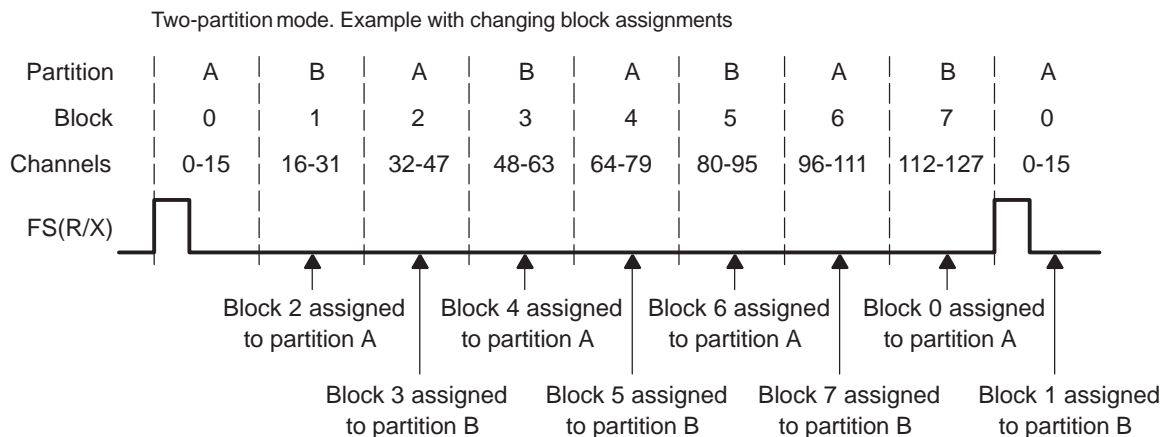 Two-partition mode. Example with changing block assignments
Partition A B A B A B A B A
Block 0 1 2 3 4 5 6 7 0
Channels 0-15 16-31 32-47 48-63 64-79 80-95 96-111 112-127 0-15
FS(R/X)
Block 2 assigned to partition A
Block 4 assigned to partition A
Block 6 assigned to partition A
Block 0 assigned to partition A
Block 3 assigned to partition B
Block 5 assigned to partition B
Block 7 assigned to partition B
Block 1 assigned to partition B